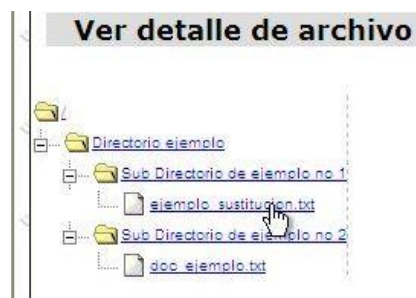 Ver detalle de archivo
/
Directorio ejemplo
Sub Directorio de ejemplo no 1
ejemplo_sustitucion.txt
Sub Directorio de ejemplo no 2
doc_ejemplo.txt